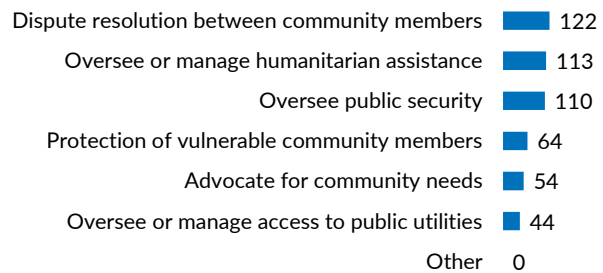 Dispute resolution between community members 122
Oversee or manage humanitarian assistance 113
Oversee public security 110
Protection of vulnerable community members 64
Advocate for community needs 54
Oversee or manage access to public utilities 44
Other 0